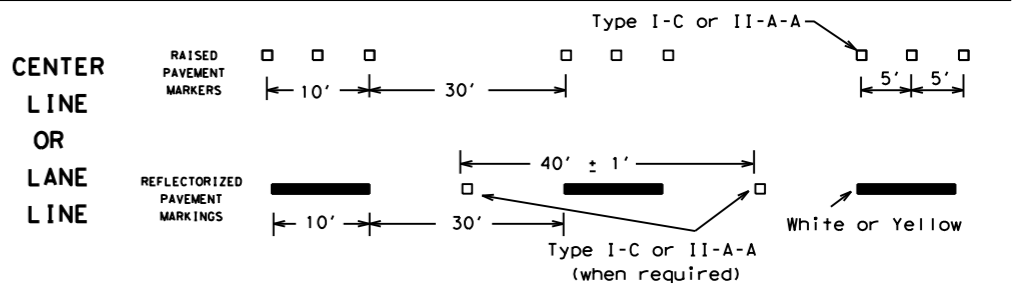 Type I-C or II-A-A
CENTER
LINE
OR
LANE
LINE
RAISED
PAVEMENT
MARKERS
10'
30'
5'
5'
40' ± 1'
REFLECTORIZED
PAVEMENT
MARKINGS
10'
30'
Type I-C or II-A-A
(when required)
White or Yellow